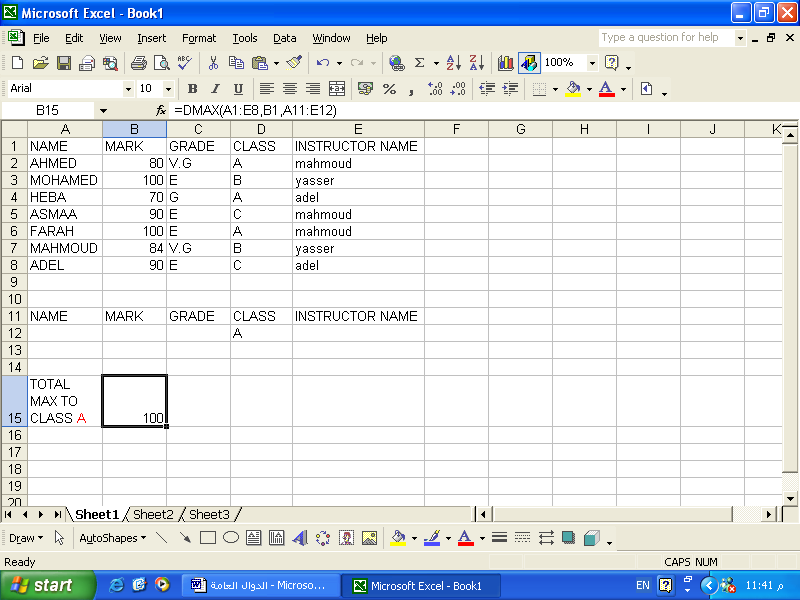 Microsoft Excel - Book1
File Edit View Insert Format Tools Data Window Help Type a question for help
100%
Arial 10 B I U
B15 fx =DMAX(A1:E8,B1,A11:E12)
A B C D E F G H I J K
1 NAME MARK GRADE CLASS INSTRUCTOR NAME
2 AHMED 80 V.G A mahmoud
3 MOHAMED 100 E B yasser
4 HEBA 70 G A adel
5 ASMAA 90 E C mahmoud
6 FARAH 100 E A mahmoud
7 MAHMOUD 84 V.G B yasser
8 ADEL 90 E C adel
9
10
11 NAME MARK GRADE CLASS INSTRUCTOR NAME
12 A
13
14
TOTAL
MAX TO
15 CLASS A 100
16
17
18
19
20
Sheet1 Sheet2 Sheet3
Draw AutoShapes
Ready CAPS NUM
start الدوال العامة - Microso... Microsoft Excel - Book1 EN 11:41 م